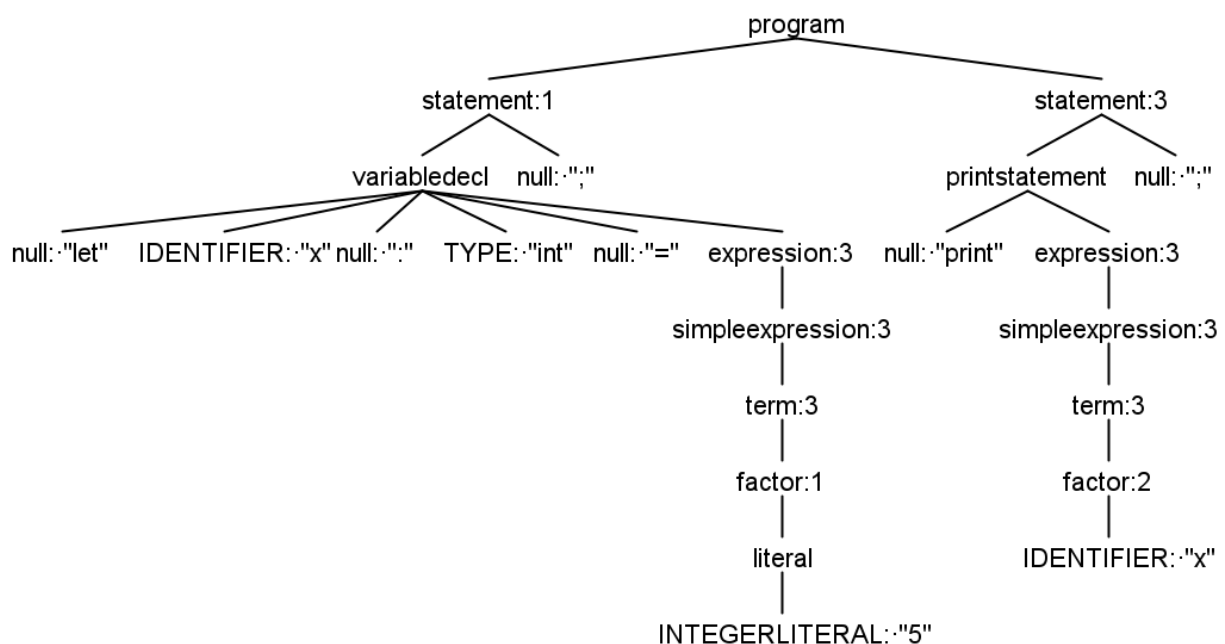 program
statement:1 statement:3
variabledecl null:·";" printstatement null:·";"
null:·"let" IDENTIFIER:·"x" null:·":" TYPE:·"int" null:·"=" expression:3 null:·"print" expression:3
simpleexpression:3 simpleexpression:3
term:3 term:3
factor:1 factor:2
literal IDENTIFIER:·"x"
INTEGERLITERAL:·"5"